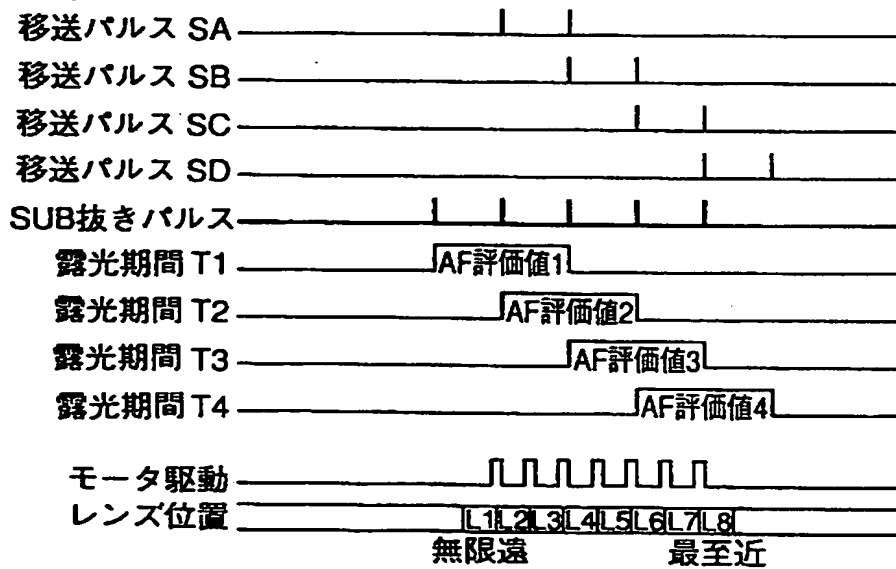 移送パルス SA
移送パルス SB
移送パルス SC
移送パルス SD
SUB抜きパルス
露光期間 T1 AF評価値1
露光期間 T2 AF評価値2
露光期間 T3 AF評価値3
露光期間 T4 AF評価値4
モータ駆動
レンズ位置 L1 L2 L3 L4 L5 L6 L7 L8
無限遠 最至近